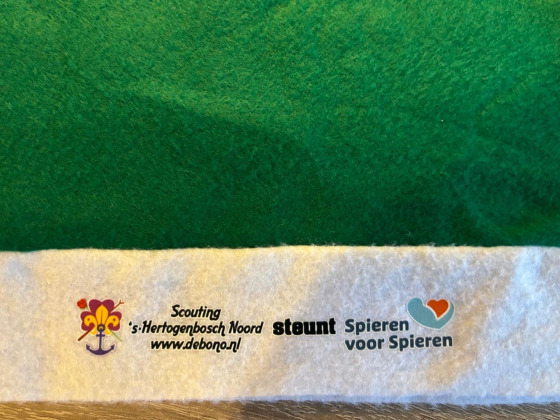 Scouting
's-Hertogenbosch Noord
www.debono.nl
steunt
Spieren
voor Spieren